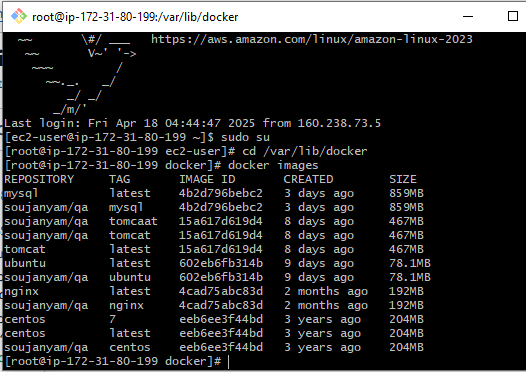 root@ip-172-31-80-199:/var/lib/docker
~~ \#/ ___ https://aws.amazon.com/linux/amazon-linux-2023
~~ V~' '->
~~~ /
~~._. _/
_/ _/
_/m/'
Last login: Fri Apr 18 04:44:47 2025 from 160.238.73.5
[ec2-user@ip-172-31-80-199 ~]$ sudo su
[root@ip-172-31-80-199 ec2-user]# cd /var/lib/docker
[root@ip-172-31-80-199 docker]# docker images
REPOSITORY TAG IMAGE ID CREATED SIZE
mysql latest 4b2d796bebc2 3 days ago 859MB
soujanyam/qa mysql 4b2d796bebc2 3 days ago 859MB
soujanyam/qa tomcaat 15a617d619d4 8 days ago 467MB
soujanyam/qa tomcat 15a617d619d4 8 days ago 467MB
tomcat latest 15a617d619d4 8 days ago 467MB
ubuntu latest 602eb6fb314b 9 days ago 78.1MB
soujanyam/qa ubuntu 602eb6fb314b 9 days ago 78.1MB
nginx latest 4cad75abc83d 2 months ago 192MB
soujanyam/qa nginx 4cad75abc83d 2 months ago 192MB
centos 7 eeb6ee3f44bd 3 years ago 204MB
centos latest eeb6ee3f44bd 3 years ago 204MB
soujanyam/qa centos eeb6ee3f44bd 3 years ago 204MB
[root@ip-172-31-80-199 docker]#